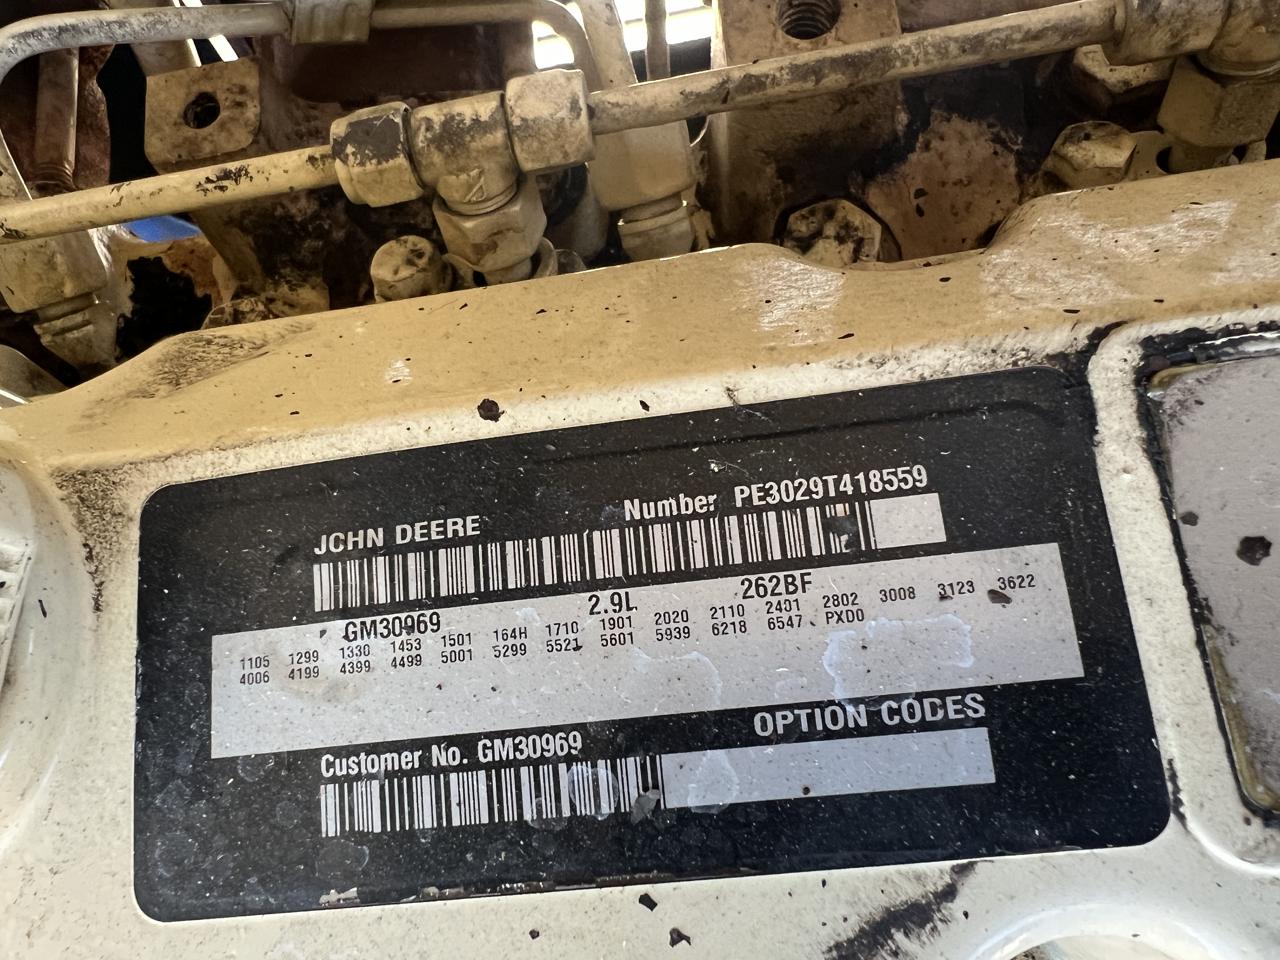 JOHN DEERE Number PE3029T418559
GM30969 2.9L 262BF
1105 1299 1330 1453 1501 164H 1710 1901 2020 2110 2401 2802 3008 3123 3622
4006 4199 4399 4499 5001 5299 5521 5601 5939 6218 6547 PXDD
OPTION CODES
Customer No. GM30969